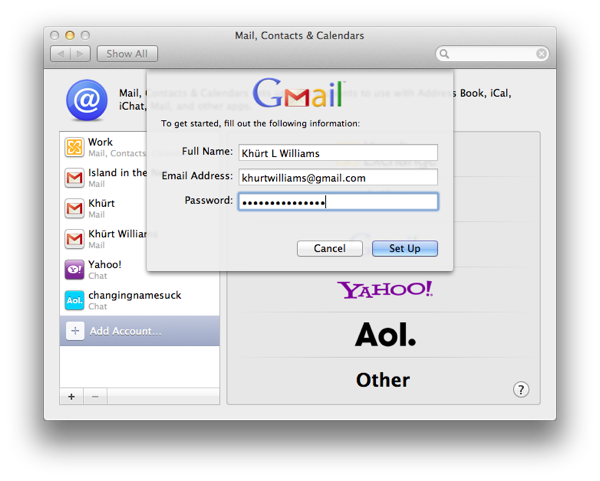 Mail, Contacts & Calendars
Show All
Mail, Contacts & Calendars
to use with Address Book, iCal,
iChat, Mail, and other apps.
Gmail™
To get started, fill out the following information:
Full Name: Khürt L Williams
Email Address: khurtwilliams@gmail.com
Password: •••••••••••••••
Cancel
Set Up
Work
Mail, Contacts
Island in the
Mail
Khürt
Mail
Khürt Williams
Mail
Yahoo!
Chat
Aol. changingnamesuck
Chat
+ Add Account...
YAHOO!
Aol.
Other
+ −
?